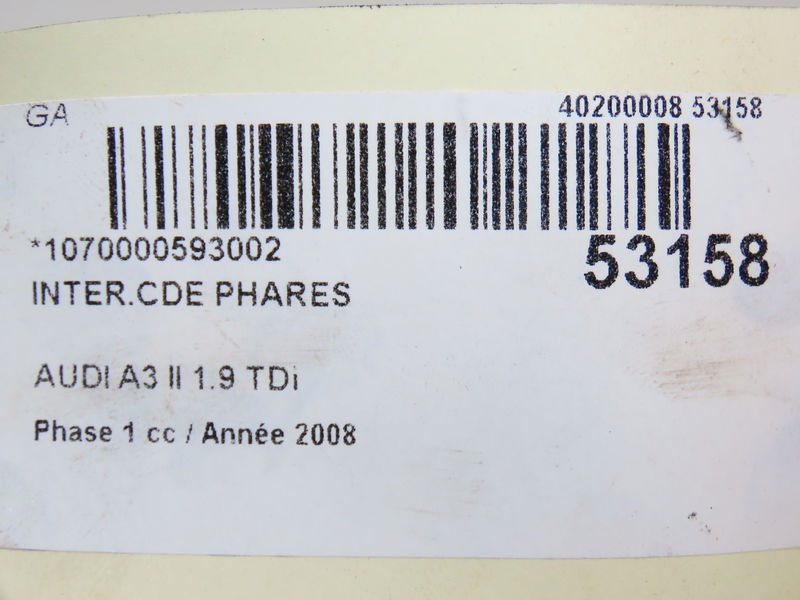 GA
40200008 53158
*1070000593002
53158
INTER.CDE PHARES
AUDI A3 II 1.9 TDi
Phase 1 cc / Année 2008